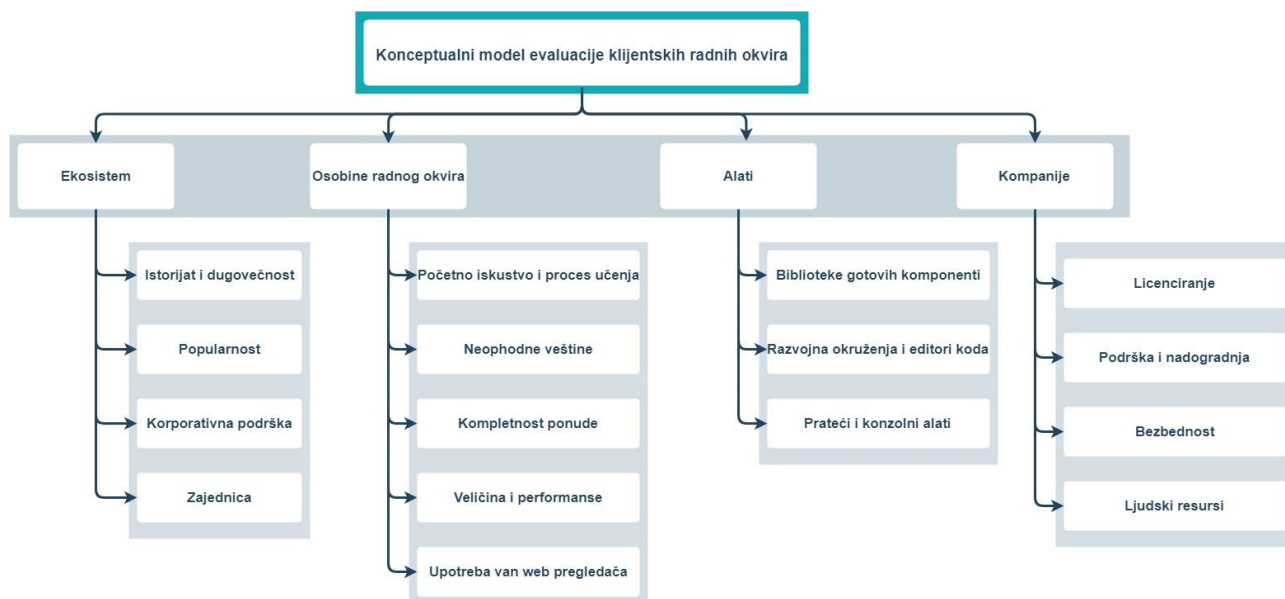 Konceptualni model evaluacije klijentskih radnih okvira
Ekosistem
Osobine radnog okvira
Alati
Kompanije
Istorijat i dugovečnost
Popularnost
Korporativna podrška
Zajednica
Početno iskustvo i proces učenja
Neophodne veštine
Kompletnost ponude
Veličina i performanse
Upotreba van web pregledača
Biblioteke gotovih komponenti
Razvojna okruženja i editori koda
Prateći i konzolni alati
Licenciranje
Podrška i nadogradnja
Bezbednost
Ljudski resursi